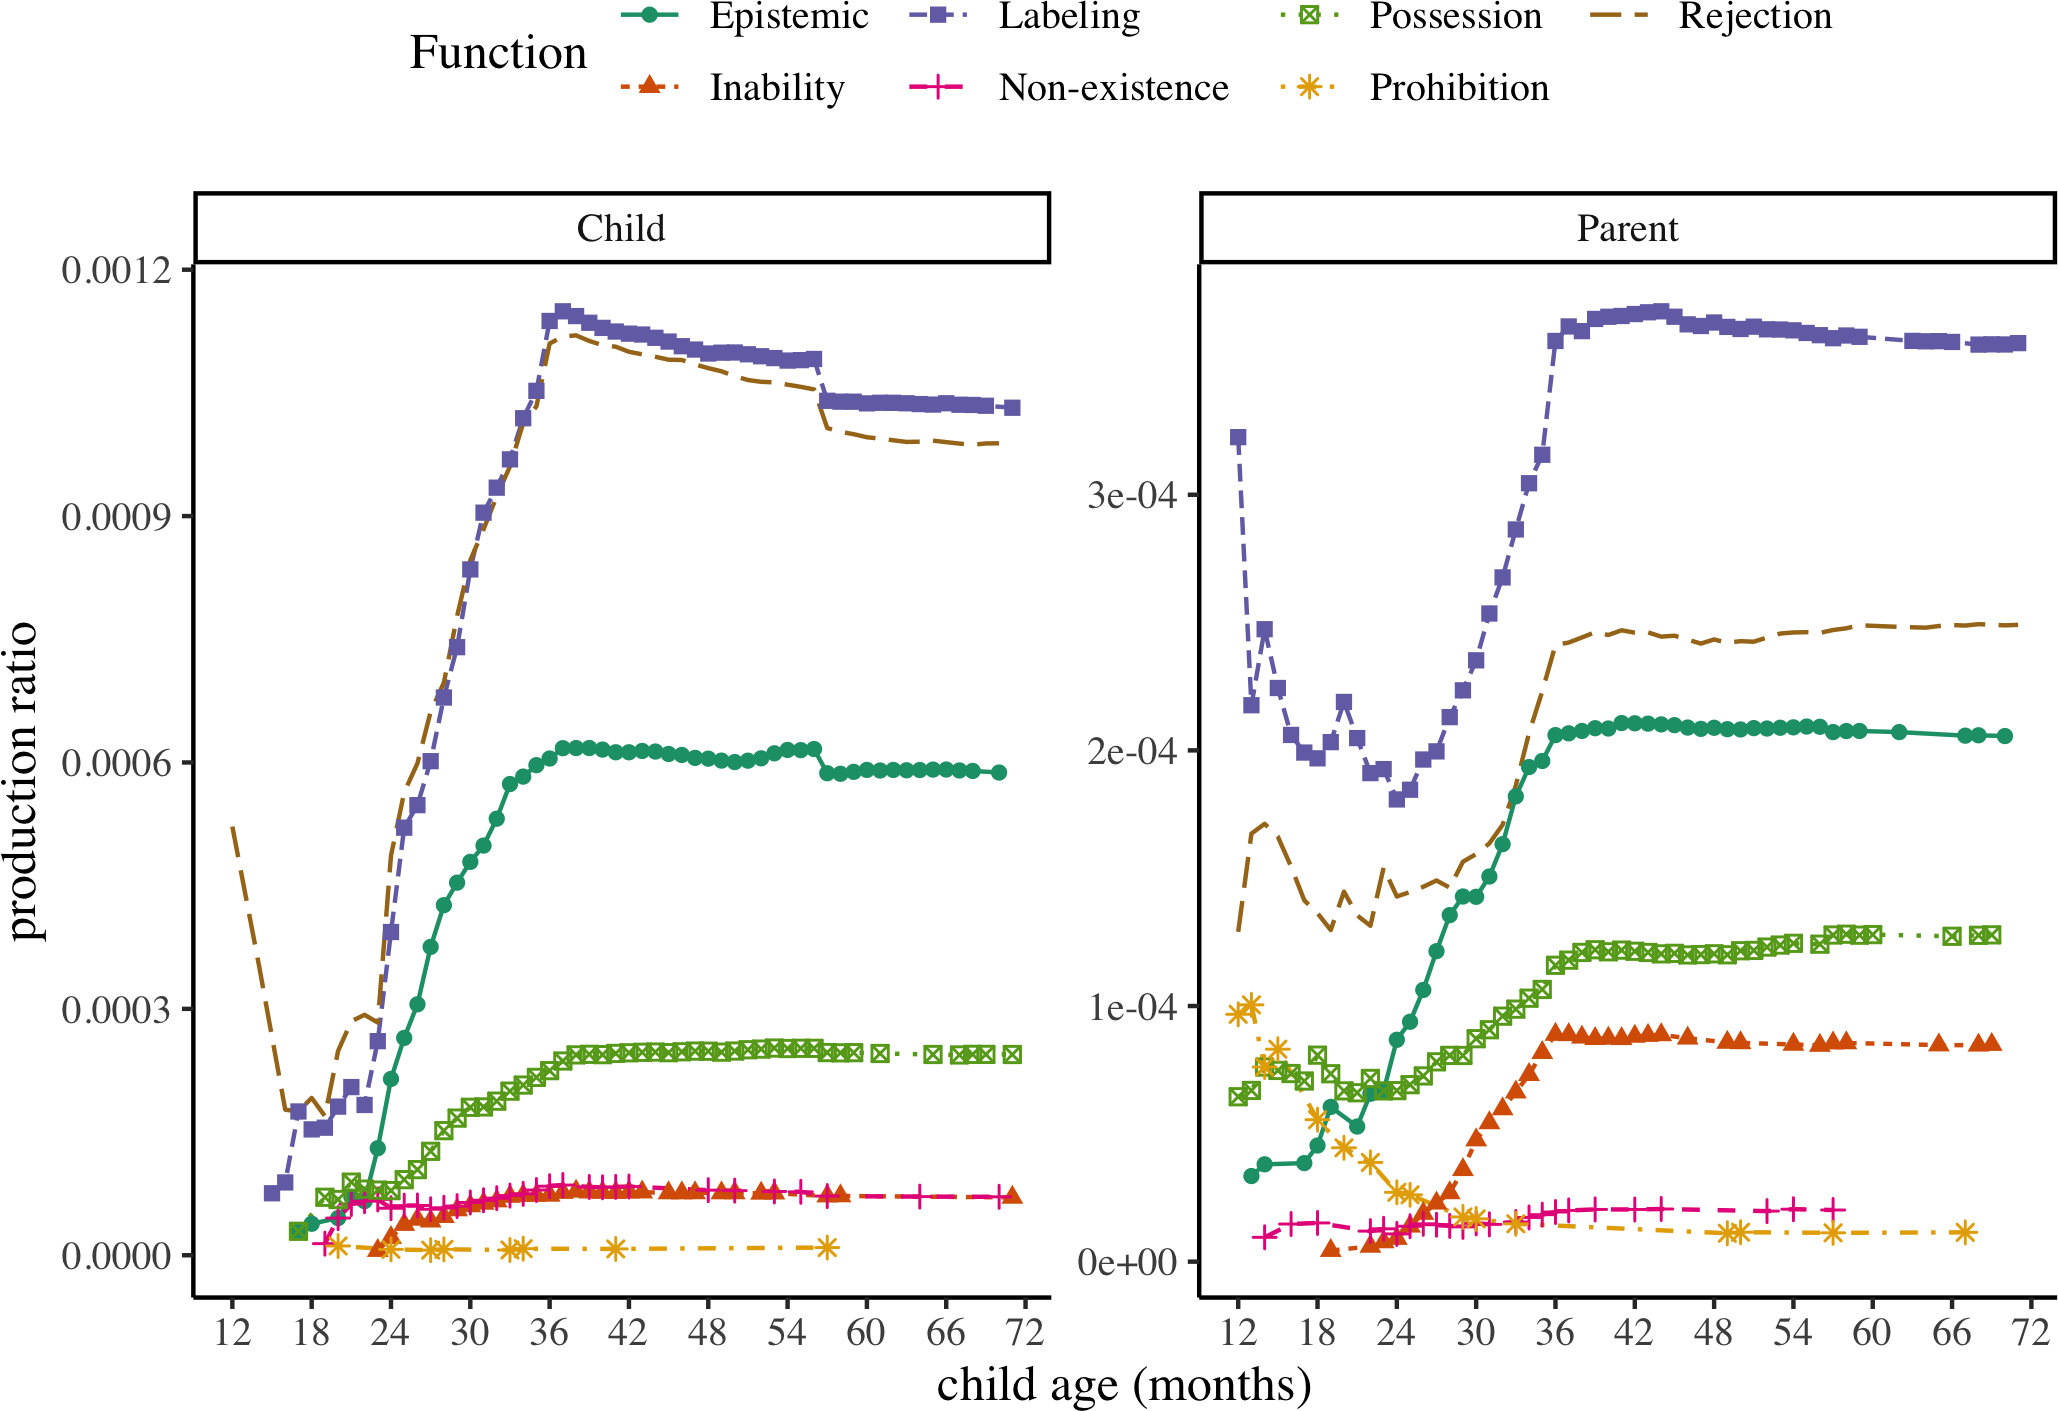 Function
Epistemic Labeling Possession Rejection
Inability Non-existence Prohibition
Child Parent
production ratio
0.0012
0.0009
0.0006
0.0003
0.0000
3e-04
2e-04
1e-04
0e+00
12 18 24 30 36 42 48 54 60 66 72
12 18 24 30 36 42 48 54 60 66 72
child age (months)